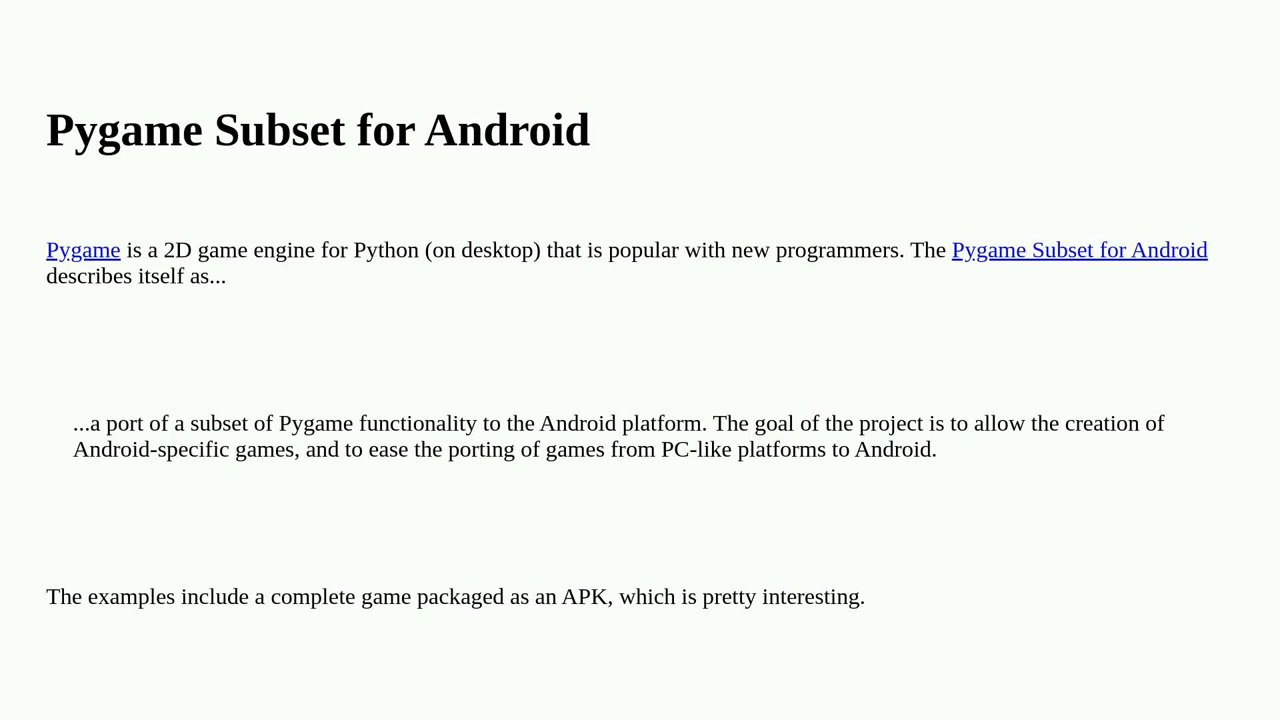 Pygame Subset for Android
Pygame is a 2D game engine for Python (on desktop) that is popular with new programmers. The Pygame Subset for Android
describes itself as...
...a port of a subset of Pygame functionality to the Android platform. The goal of the project is to allow the creation of
Android-specific games, and to ease the porting of games from PC-like platforms to Android.
The examples include a complete game packaged as an APK, which is pretty interesting.